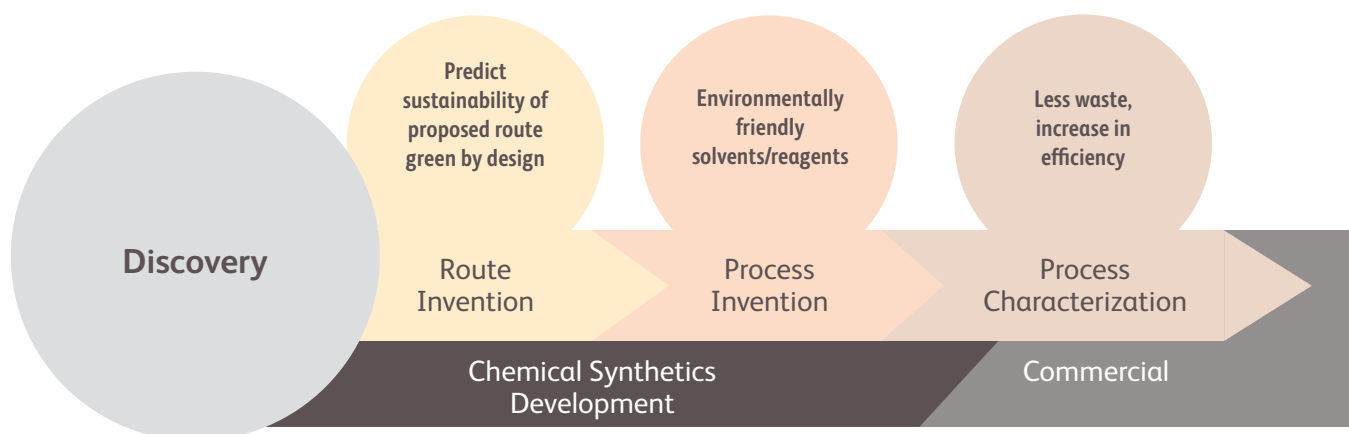 Discovery
Predict
sustainability of
proposed route
green by design
Environmentally
friendly
solvents/reagents
Less waste,
increase in
efficiency
Route
Invention
Process
Invention
Process
Characterization
Chemical Synthetics
Development
Commercial